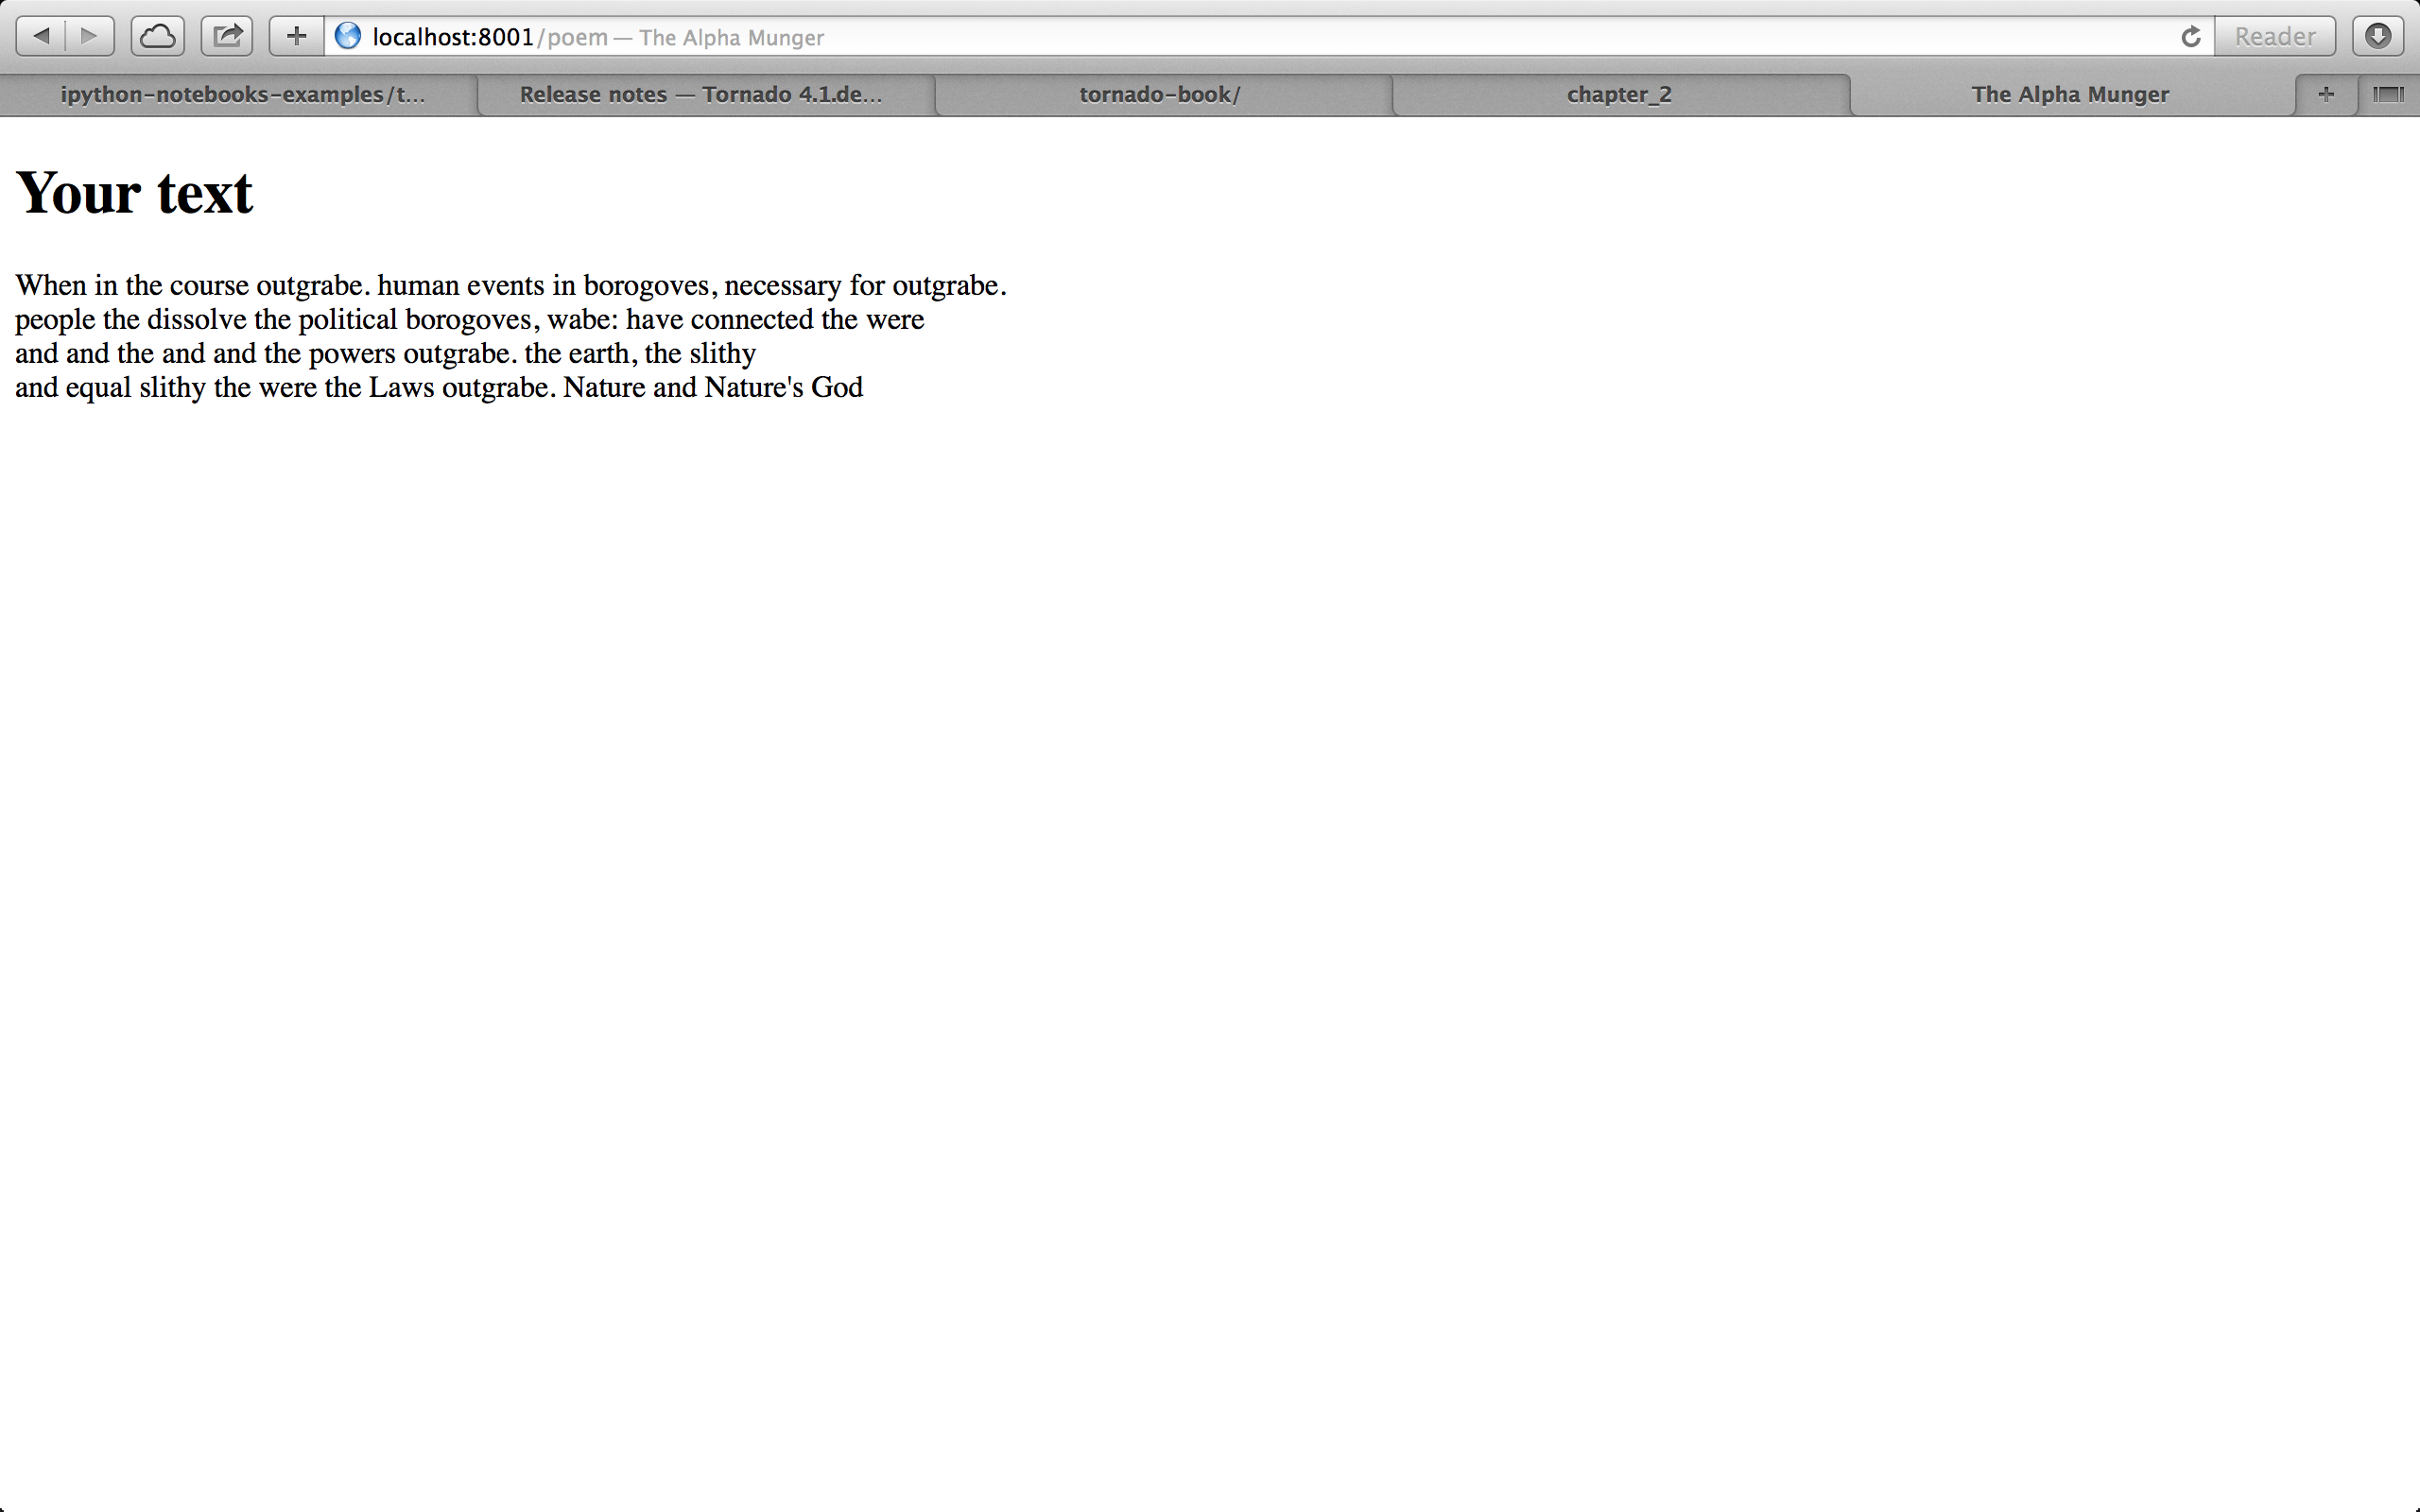 localhost:8001/poem — The Alpha Munger
Reader
ipython-notebooks-examples/t...
Release notes — Tornado 4.1.de...
tornado-book/
chapter_2
The Alpha Munger
Your text
When in the course outgrabe. human events in borogoves, necessary for outgrabe.
people the dissolve the political borogoves, wabe: have connected the were
and and the and and the powers outgrabe. the earth, the slithy
and equal slithy the were the Laws outgrabe. Nature and Nature's God